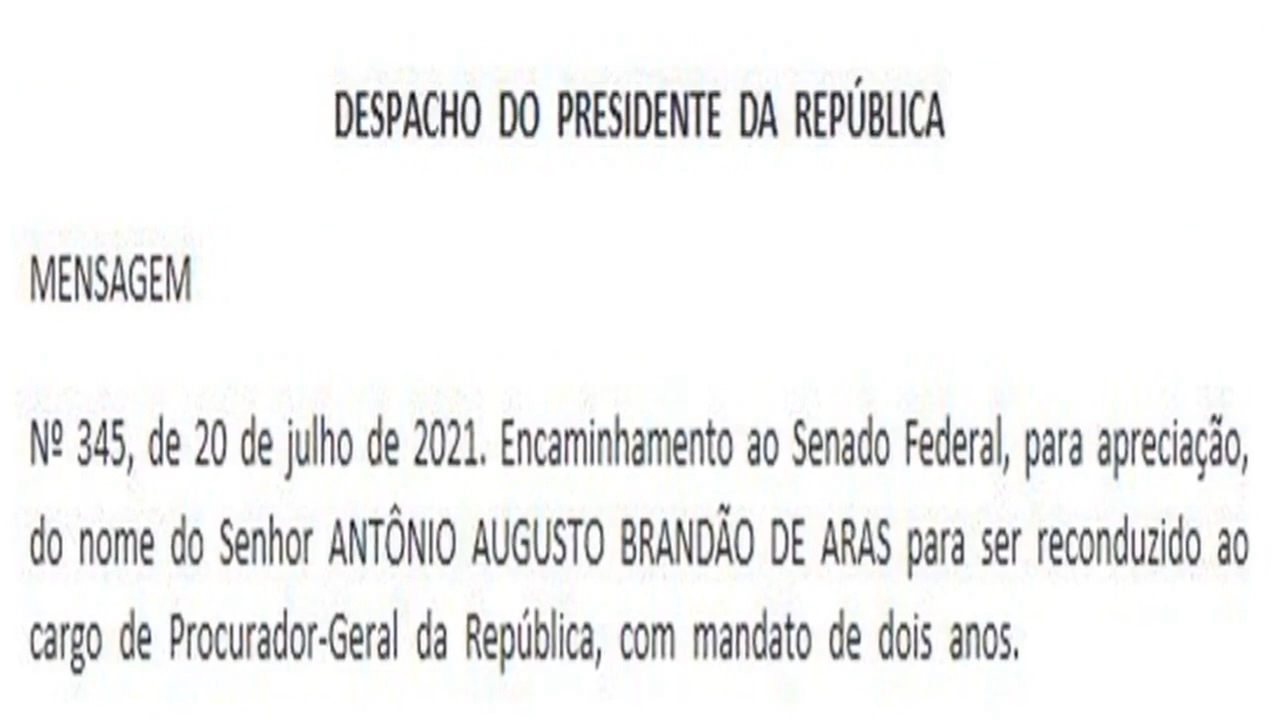 DESPACHO DO PRESIDENTE DA REPÚBLICA
MENSAGEM
Nº 345, de 20 de julho de 2021. Encaminhamento ao Senado Federal, para apreciação,
do nome do Senhor ANTÔNIO AUGUSTO BRANDÃO DE ARAS para ser reconduzido ao
cargo de Procurador-Geral da República, com mandato de dois anos.